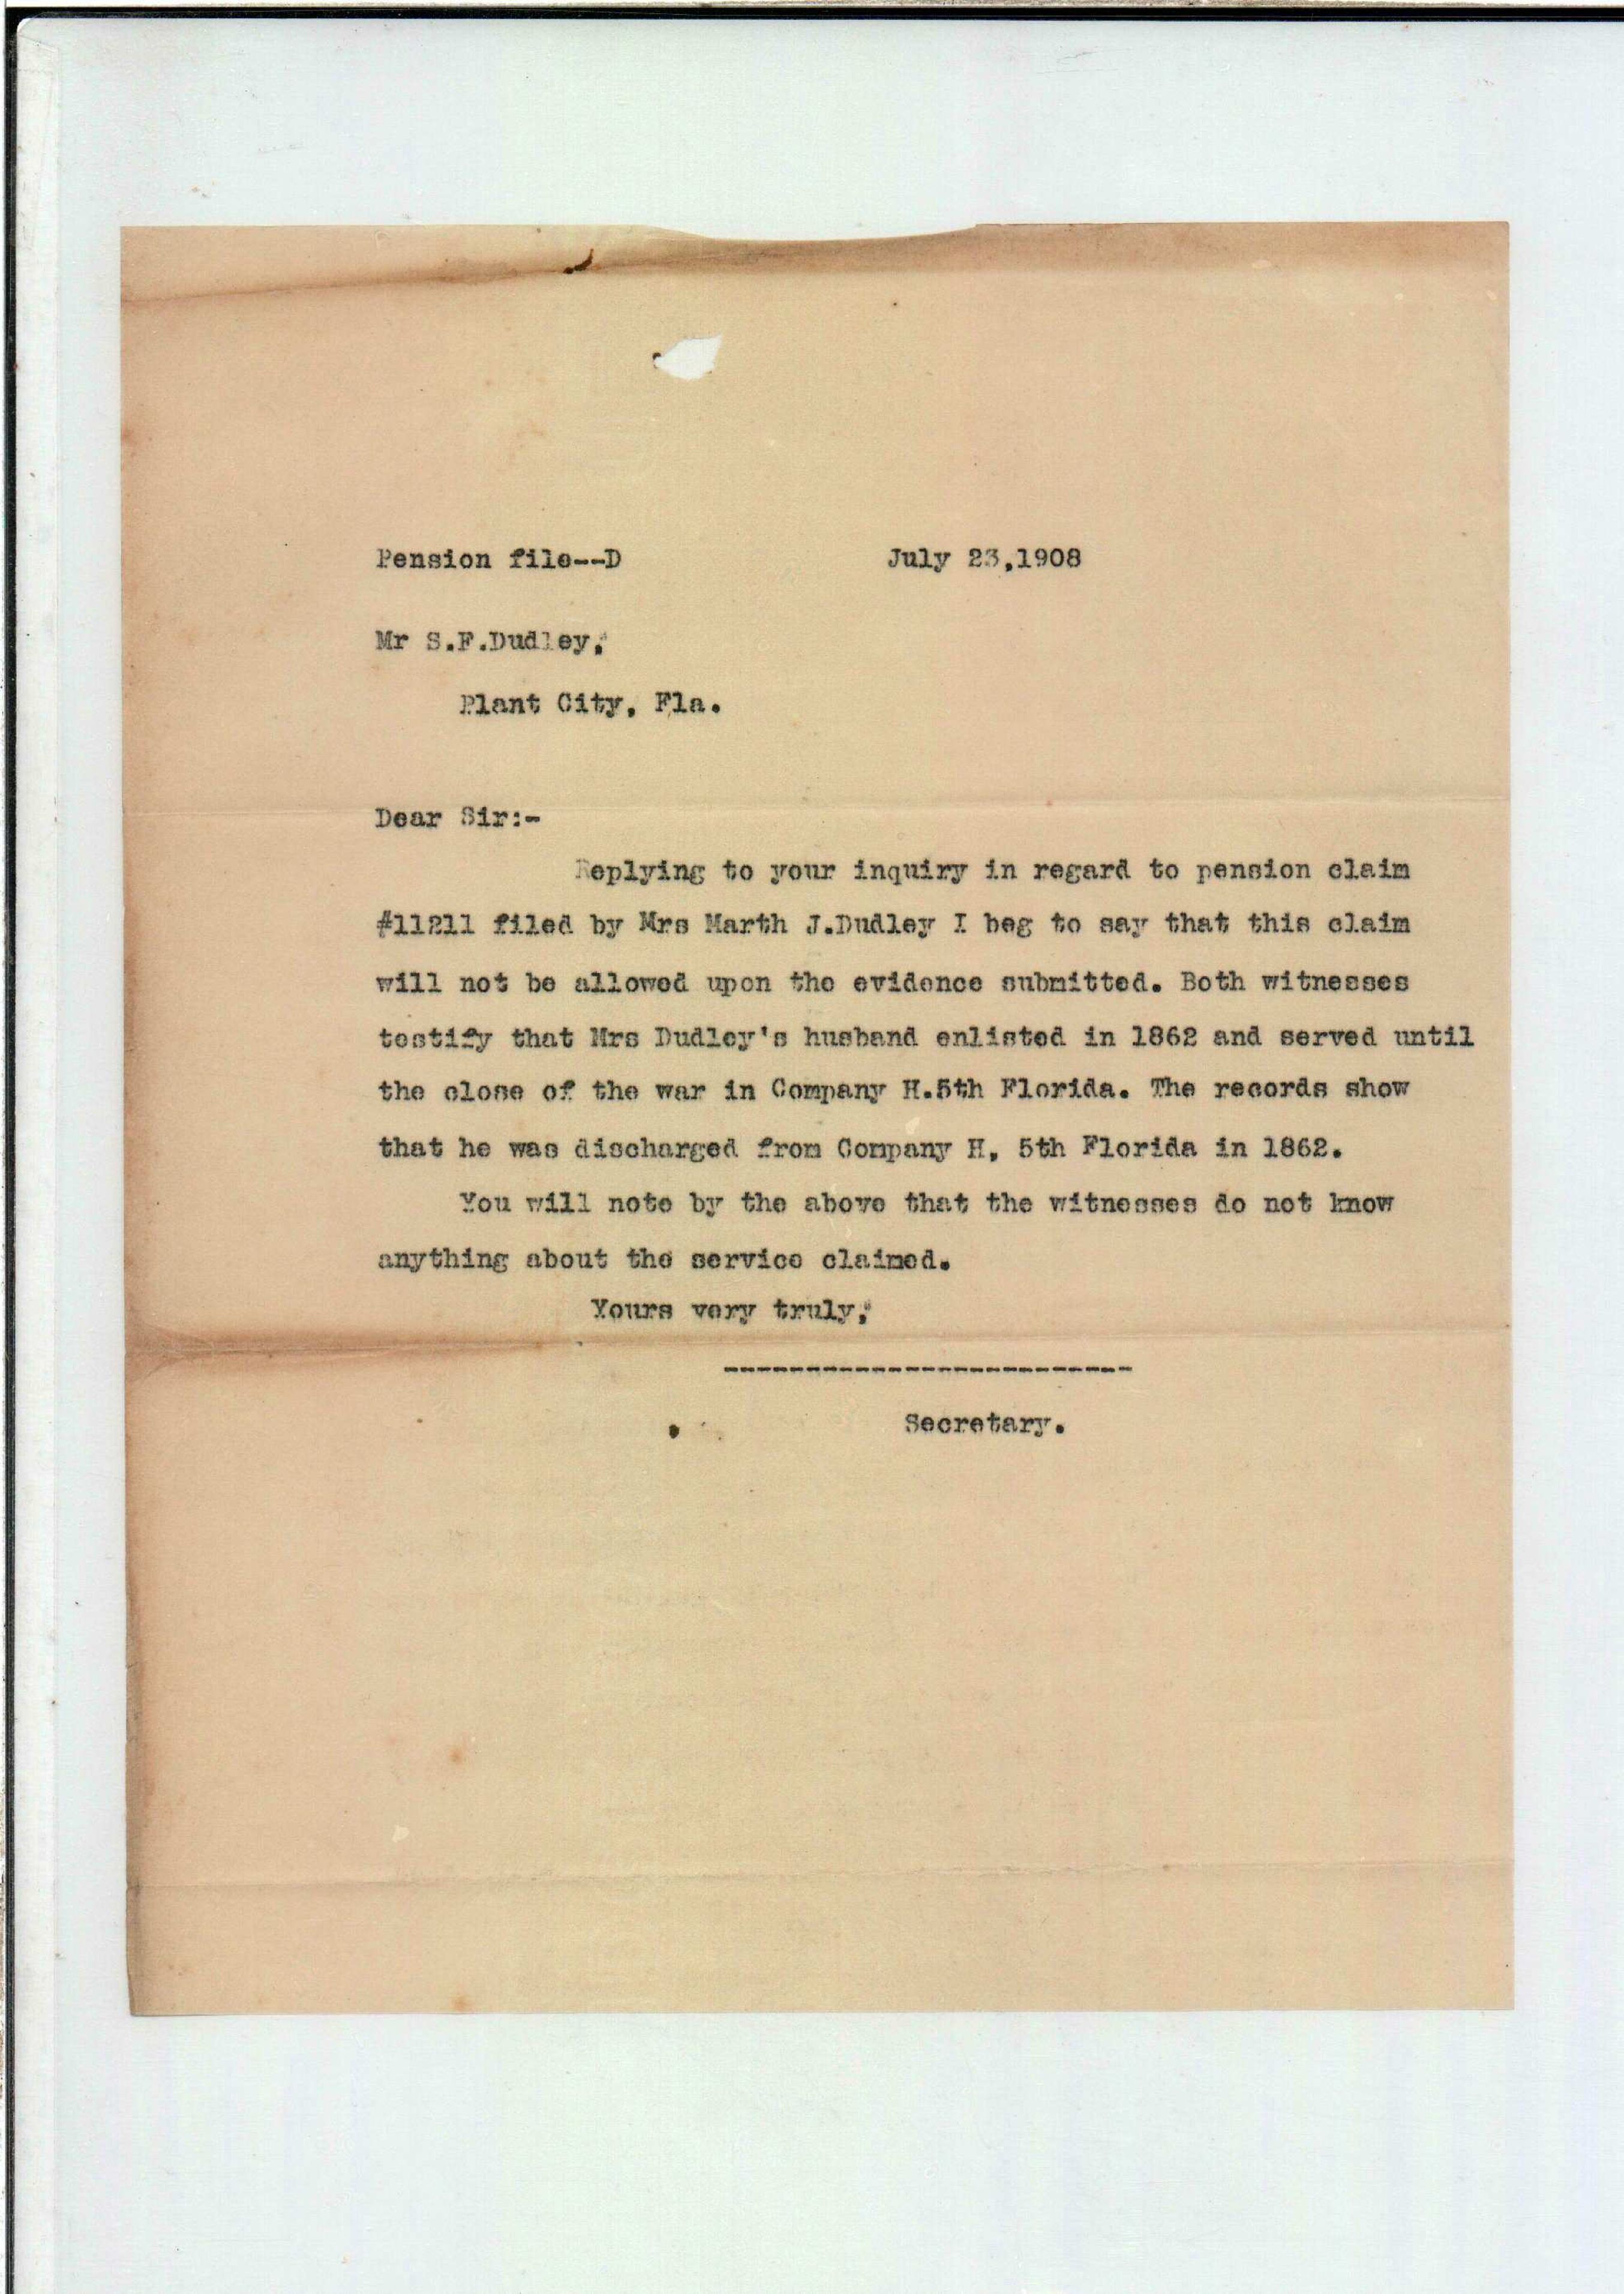 Pension file--D July 23,1908
Mr S.F.Dudley,
Plant City, Fla.
Dear Sir:-
Replying to your inquiry in regard to pension claim
#11211 filed by Mrs Marth J.Dudley I beg to say that this claim
will not be allowed upon the evidence submitted. Both witnesses
testify that Mrs Dudley's husband enlisted in 1862 and served until
the close of the war in Company H.5th Florida. The records show
that he was discharged from Company H, 5th Florida in 1862.
You will note by the above that the witnesses do not know
anything about the service claimed.
Yours very truly,
-------------------------
Secretary.